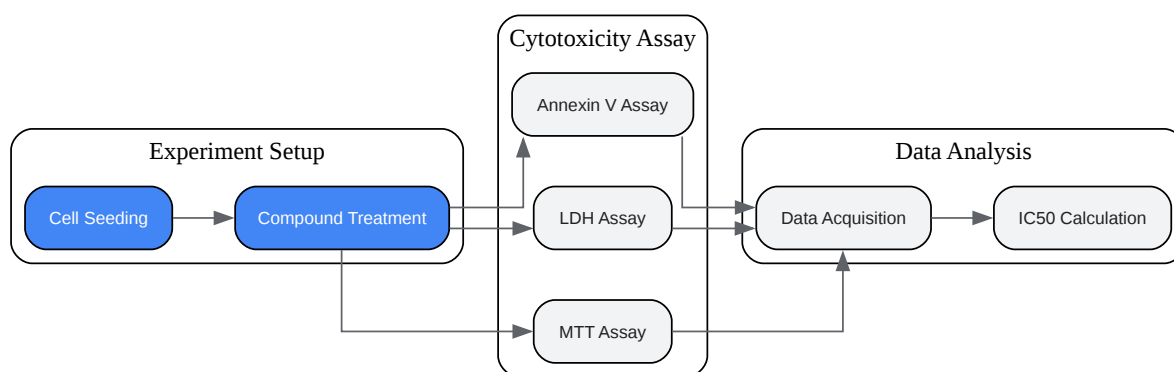 Cytotoxicity Assay
Annexin V Assay
Experiment Setup
Data Analysis
Cell Seeding
Compound Treatment
LDH Assay
Data Acquisition
IC50 Calculation
MTT Assay